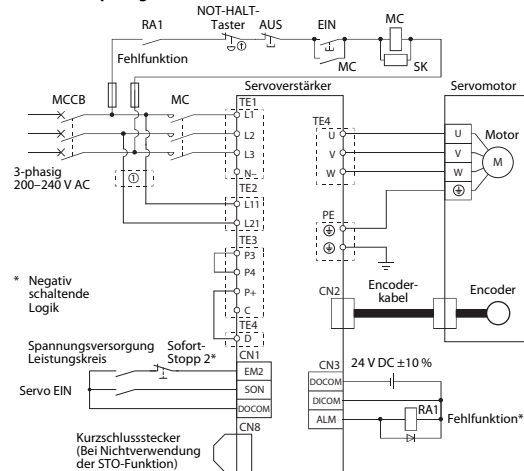 NOT-HALT-
Taster
AUS
EIN
MC
RA1
Fehlfunktion
①
MC
SK
Servoverstärker
Servomotor
MCCB
MC
TE1
L1
L2
L3
N–
3-phasig
200–240 V AC
①
TE2
L11
L21
TE3
P3
P4
P+
C
TE4
D
TE4
U
V
W
U
V
W
Motor
M
PE
* Negativ
schaltende
Logik
CN2
Encoder-
kabel
Encoder
Spannungsversorgung
Leistungskreis
Sofort-
Stopp 2*
Servo EIN
CN1
EM2
SON
DOCOM
CN3
DOCOM
DICOM
ALM
24 V DC ±10 %
RA1
Fehlfunktion*
CN8
Kurzschlussstecker
(Bei Nichtverwendung
der STO-Funktion)